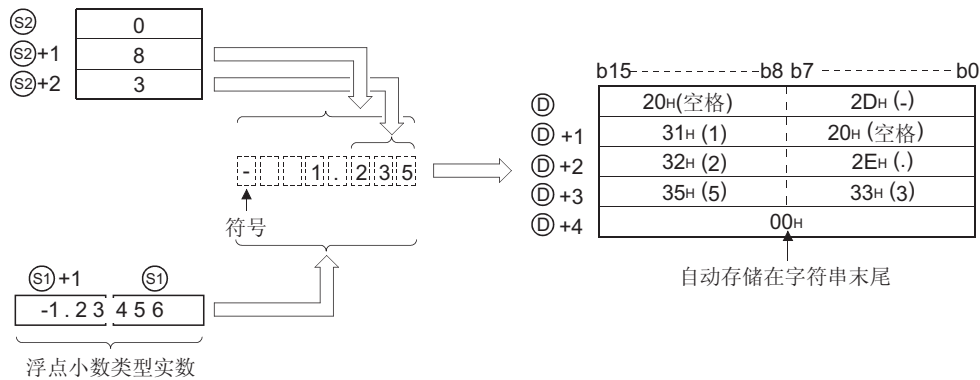 S2 0
S2+1 8
S2+2 3
- 1.235
符号
S1+1 S1
-1.23 456
浮点小数类型实数
b15 b8 b7 b0
D 20H(空格) 2DH (-)
D+1 31H (1) 20H (空格)
D+2 32H (2) 2EH (.)
D+3 35H (5) 33H (3)
D+4 00H
自动存储在字符串末尾